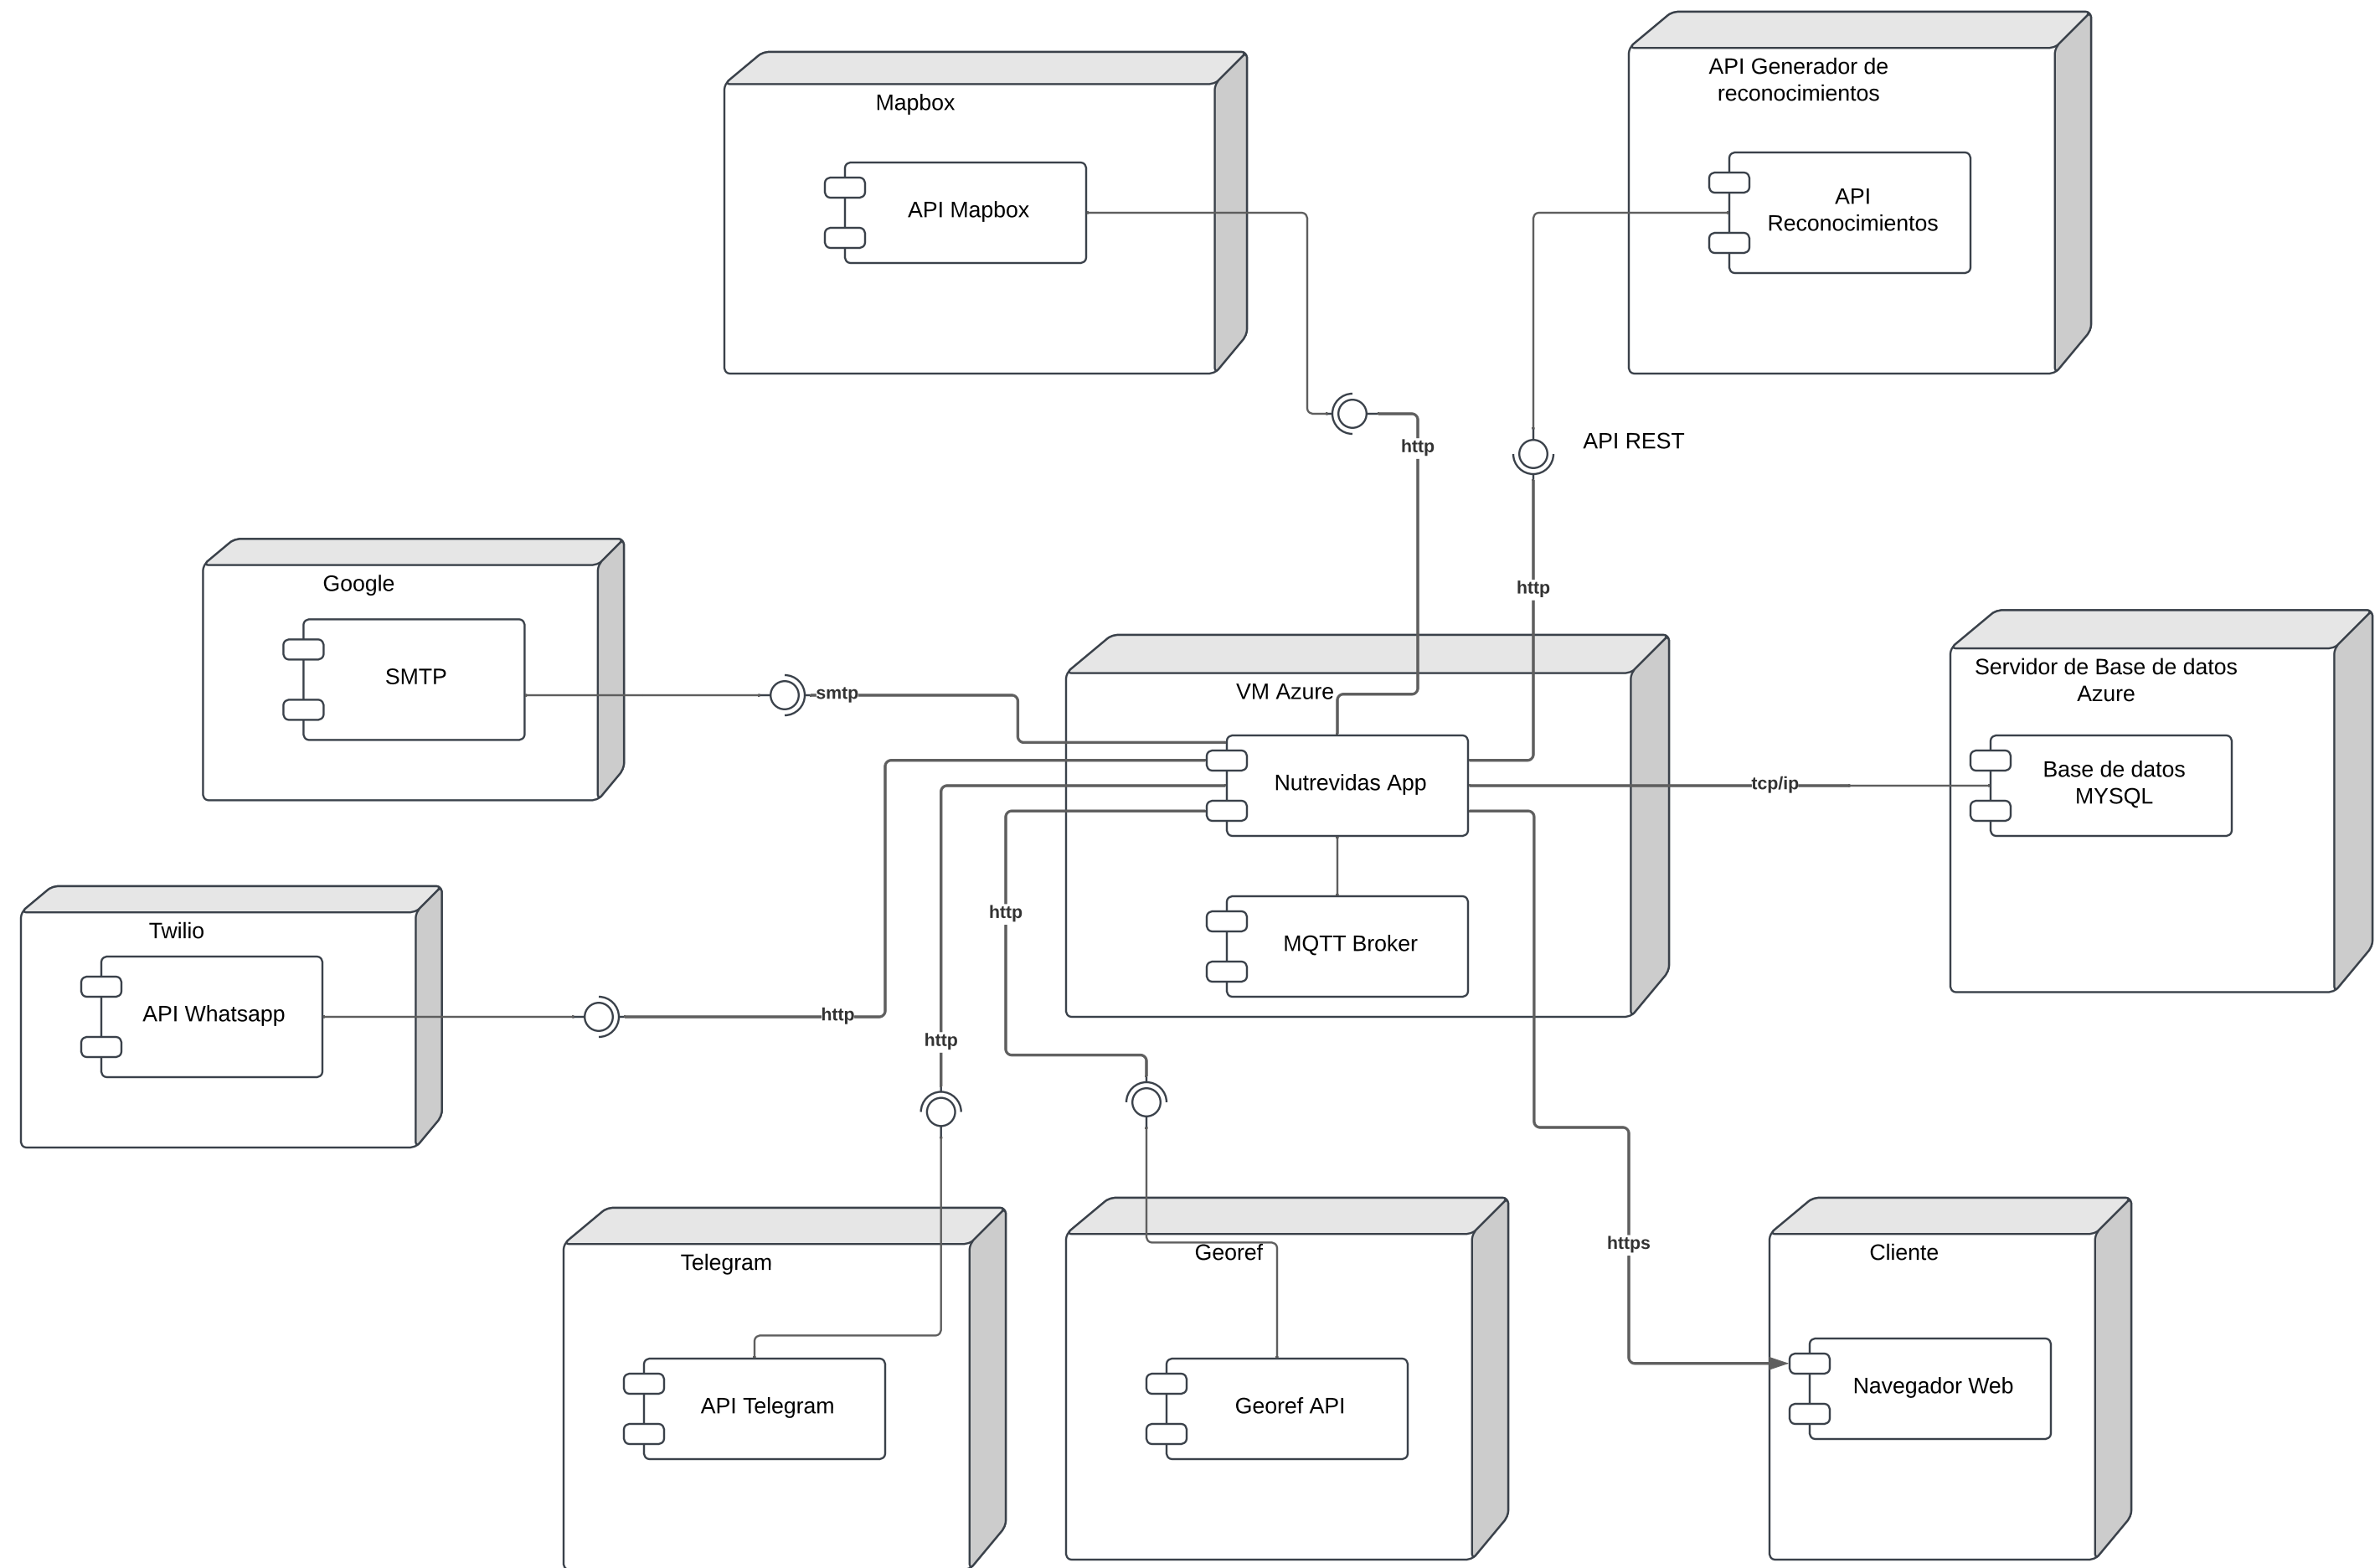 API Generador de
reconocimientos
Mapbox
API
Reconocimientos
API Mapbox
API REST
http
http
Google
SMTP
smtp
VM Azure
Servidor de Base de datos
Azure
Nutrevidas App
tcp/ip
Base de datos
MYSQL
Twilio
http
MQTT Broker
API Whatsapp
http
http
https
Telegram
Georef
Cliente
API Telegram
Georef API
Navegador Web